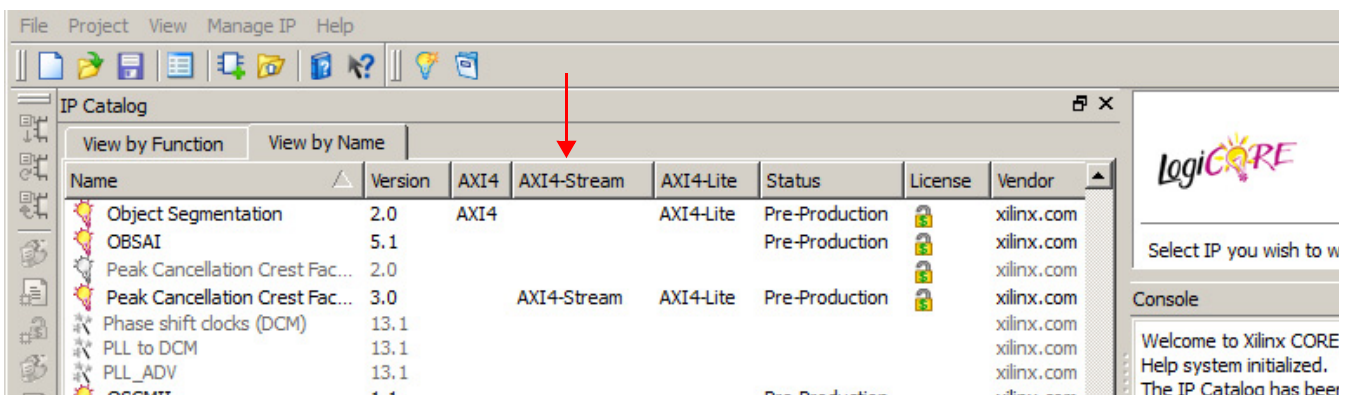 File Project View Manage IP Help
IP Catalog
View by Function View by Name
Name Version AXI4 AXI4-Stream AXI4-Lite Status License Vendor
Object Segmentation 2.0 AXI4 AXI4-Lite Pre-Production xilinx.com
OBSAI 5.1 Pre-Production xilinx.com
Peak Cancellation Crest Fac... 2.0 xilinx.com
Peak Cancellation Crest Fac... 3.0 AXI4-Stream AXI4-Lite Pre-Production xilinx.com
Phase shift clocks (DCM) 13.1 xilinx.com
PLL to DCM 13.1 xilinx.com
PLL_ADV 13.1 xilinx.com
LogiCORE
Select IP you wish to w
Console
Welcome to Xilinx CORE
Help system initialized.
The IP Catalog has been